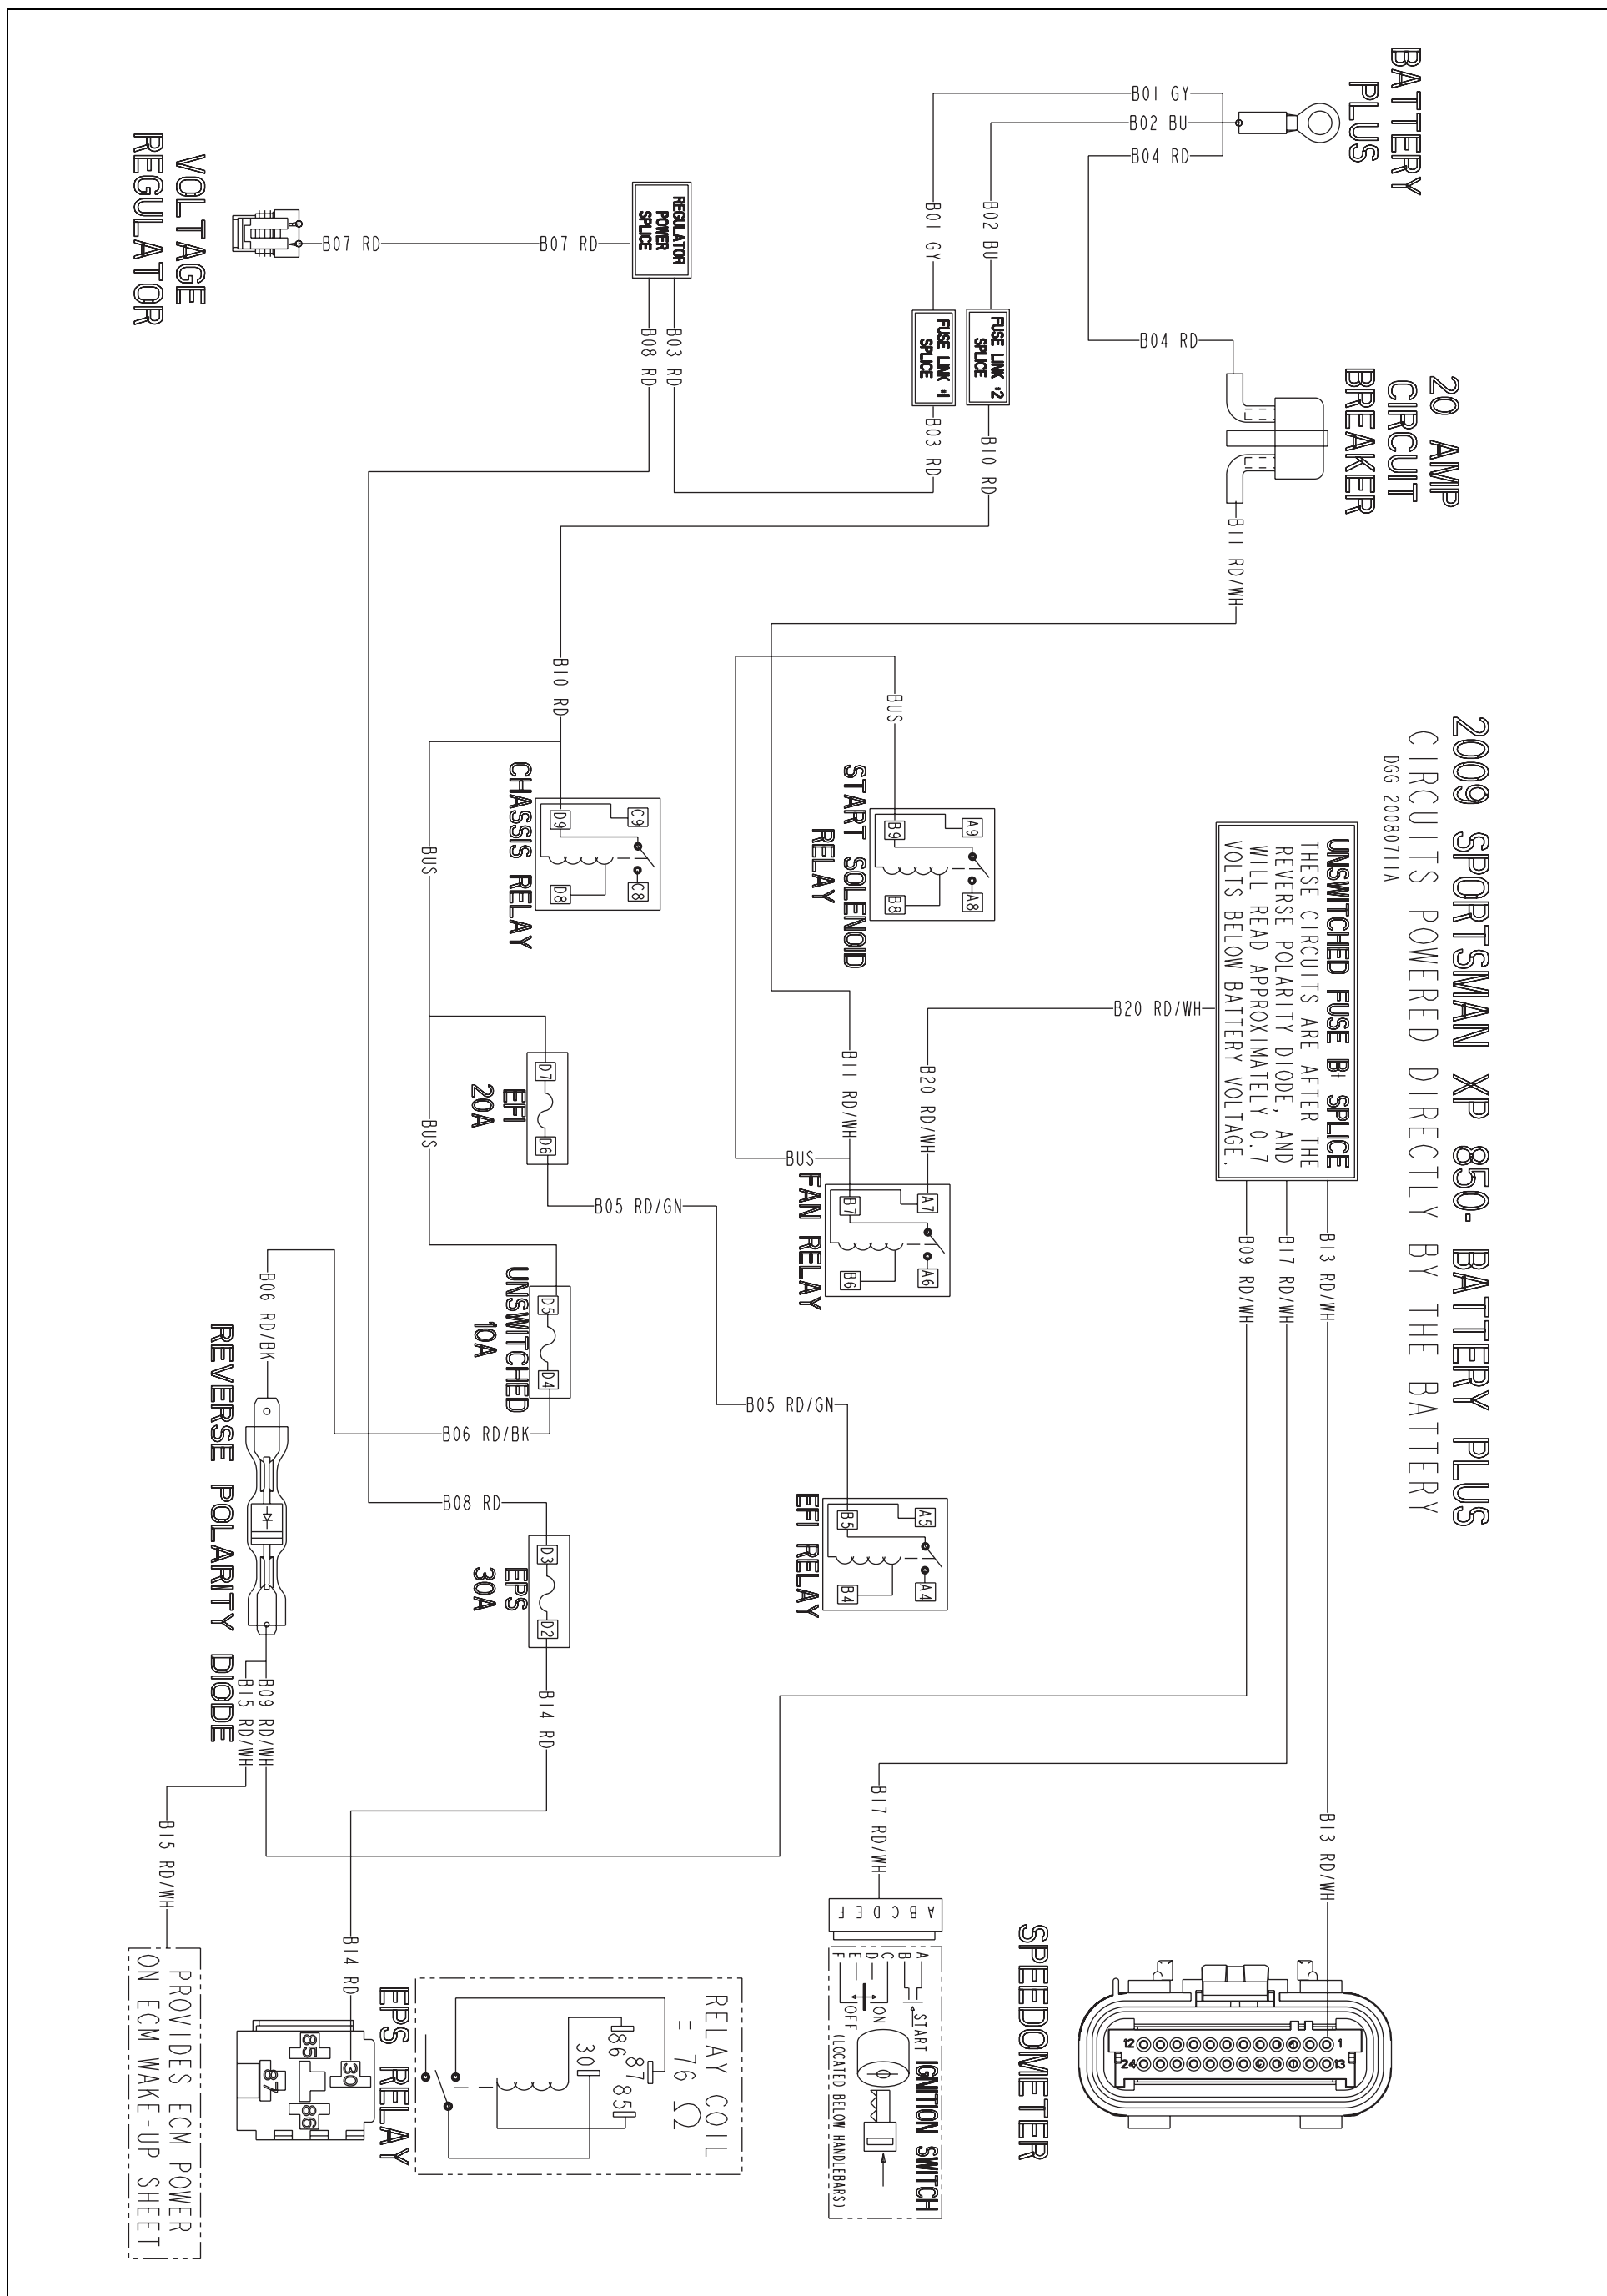 2009 SPORTSMAN XP 850- BATTERY PLUS
CIRCUITS POWERED DIRECTLY BY THE BATTERY
DGG 20080711A
BATTERY
PLUS
B01 GY
B02 BU
B04 RD
B04 RD
20 AMP
CIRCUIT
BREAKER
B11 RD/WH
B01 GY
B02 BU
FUSE LINK #2
SPLICE
FUSE LINK #1
SPLICE
B03 RD
B10 RD
VOLTAGE
REGULATOR
B07 RD
B07 RD
REGULATOR
POWER
SPLICE
B08 RD
B03 RD
B10 RD
BUS
START SOLENOID
RELAY
A9
B9
A8
B8
CHASSIS RELAY
C9
D9
C8
D8
BUS
BUS
UNSWITCHED FUSE B+ SPLICE
THESE CIRCUITS ARE AFTER THE
REVERSE POLARITY DIODE, AND
WILL READ APPROXIMATELY 0.7
VOLTS BELOW BATTERY VOLTAGE.
B20 RD/WH
B20 RD/WH
B11 RD/WH
BUS
FAN RELAY
A7
B7
A6
B6
D7
D6
EFI
20A
B05 RD/GN
B05 RD/GN
D5
D4
UNSWITCHED
10A
B06 RD/BK
B06 RD/BK
REVERSE POLARITY DIODE
B09 RD/WH
B15 RD/WH
EFI RELAY
A5
B5
A4
B4
B08 RD
D3
D2
EPS
30A
B14 RD
B14 RD
B13 RD/WH
B17 RD/WH
B09 RD/WH
B13 RD/WH
B17 RD/WH
B15 RD/WH
SPEEDOMETER
12
1
24
13
A B C D E F
A
B
C
D
E
F
START
ON
OFF
IGNITION SWITCH
(LOCATED BELOW HANDLEBARS)
RELAY COIL
= 76 Ω
86
87
85
30
EPS RELAY
85
30
87
86
PROVIDES ECM POWER
ON ECM WAKE-UP SHEET